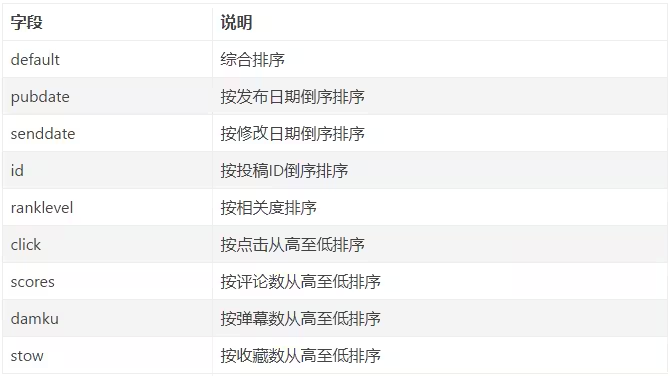 字段 说明
default 综合排序
pubdate 按发布日期倒序排序
senddate 按修改日期倒序排序
id 按投稿ID倒序排序
ranklevel 按相关度排序
click 按点击从高至低排序
scores 按评论数从高至低排序
damku 按弹幕数从高至低排序
stow 按收藏数从高至低排序